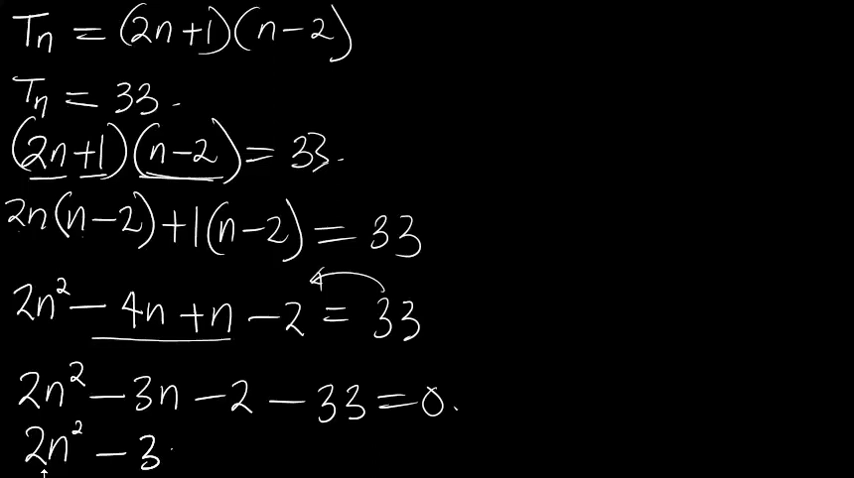 Tn = (2n+1)(n-2)
Tn = 33.
(2n+1)(n-2) = 33.
2n(n-2)+1(n-2) = 33
2n² - 4n + n - 2 = 33
2n² - 3n - 2 - 33 = 0.
2n² - 3